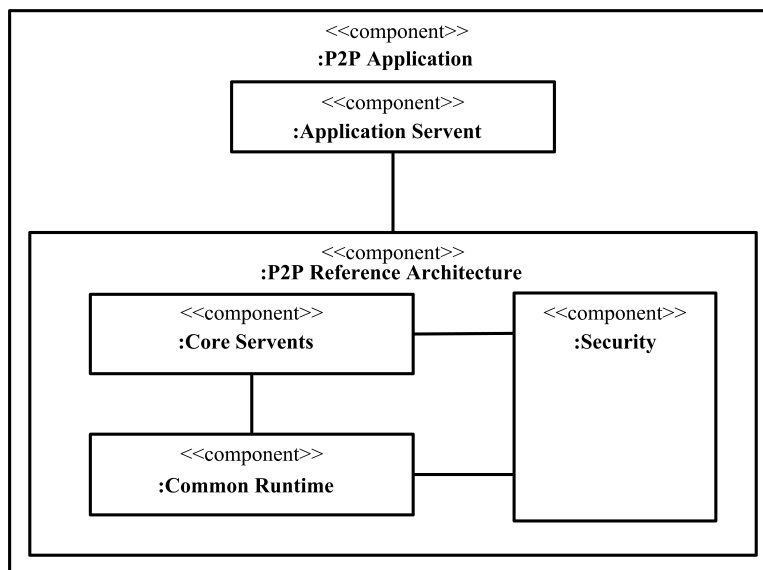 <<component>>
:P2P Application
<<component>>
:Application Servent
<<component>>
:P2P Reference Architecture
<<component>>
:Core Servents
<<component>>
:Security
<<component>>
:Common Runtime